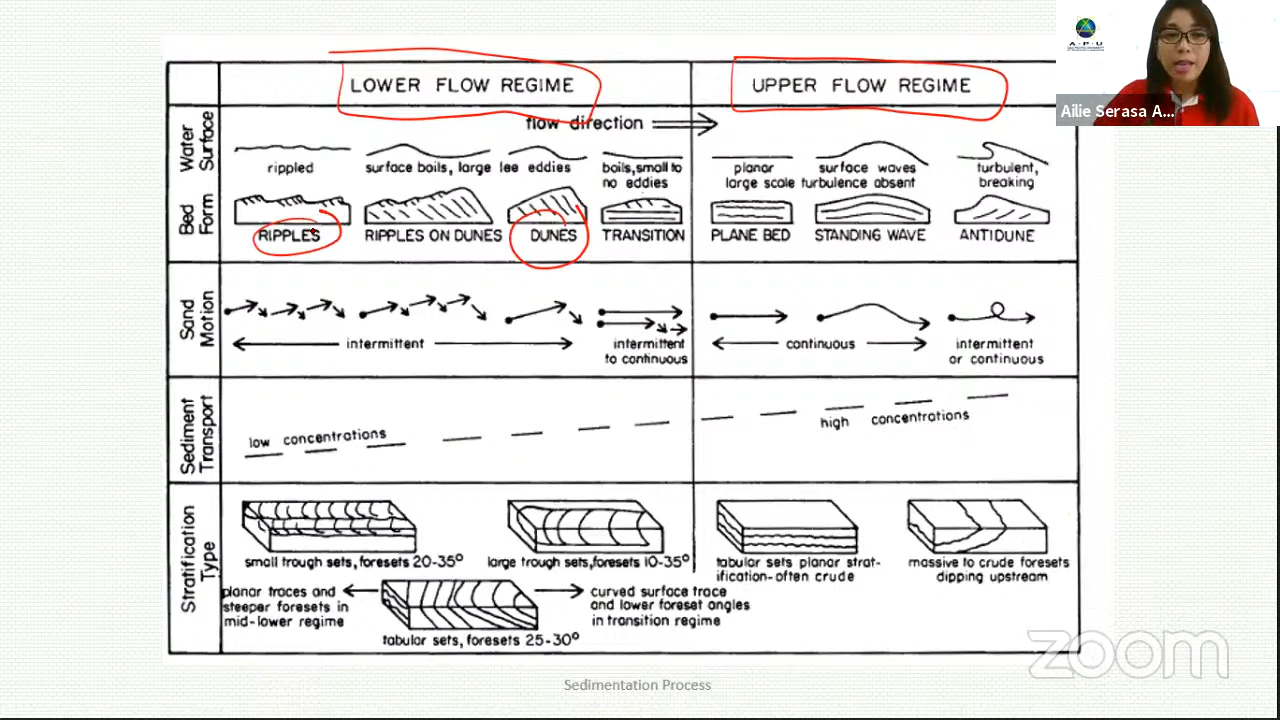 A · P · U
Ailie Serasa A...
LOWER FLOW REGIME
UPPER FLOW REGIME
flow direction
Water Surface
rippled
surface boils, large lee eddies
boils, small to no eddies
planar
surface waves
turbulent, breaking
large scale turbulence absent
Bed Form
RIPPLES
RIPPLES ON DUNES
DUNES
TRANSITION
PLANE BED
STANDING WAVE
ANTIDUNE
Sand Motion
intermittent
intermittent to continuous
continuous
intermittent or continuous
Sediment Transport
low concentrations
high concentrations
Stratification Type
small trough sets, foresets 20-35°
large trough sets, foresets 10-35°
tabular sets planar strat-
ification-often crude
massive to crude foresets
dipping upstream
planar traces and
steeper foresets in
mid-lower regime
curved surface trace
and lower foreset angles
in transition regime
tabular sets, foresets 25-30°
zoom
Sedimentation Process